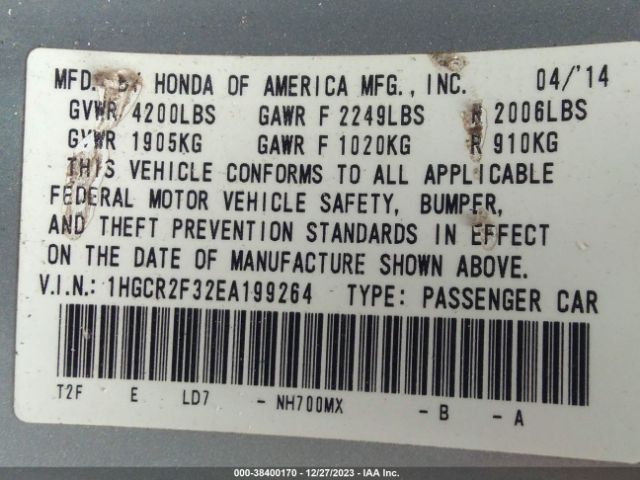 MFD. BY HONDA OF AMERICA MFG., INC. 04/'14
GVWR 4200LBS GAWR F 2249LBS R 2006LBS
GVWR 1905KG GAWR F 1020KG R 910KG
THIS VEHICLE CONFORMS TO ALL APPLICABLE
FEDERAL MOTOR VEHICLE SAFETY, BUMPER,
AND THEFT PREVENTION STANDARDS IN EFFECT
ON THE DATE OF MANUFACTURE SHOWN ABOVE.
V.I.N.: 1HGCR2F32EA199264 TYPE: PASSENGER CAR
T2F E LD7 - NH700MX - B - A
000-38400170 - 12/27/2023 - IAA Inc.